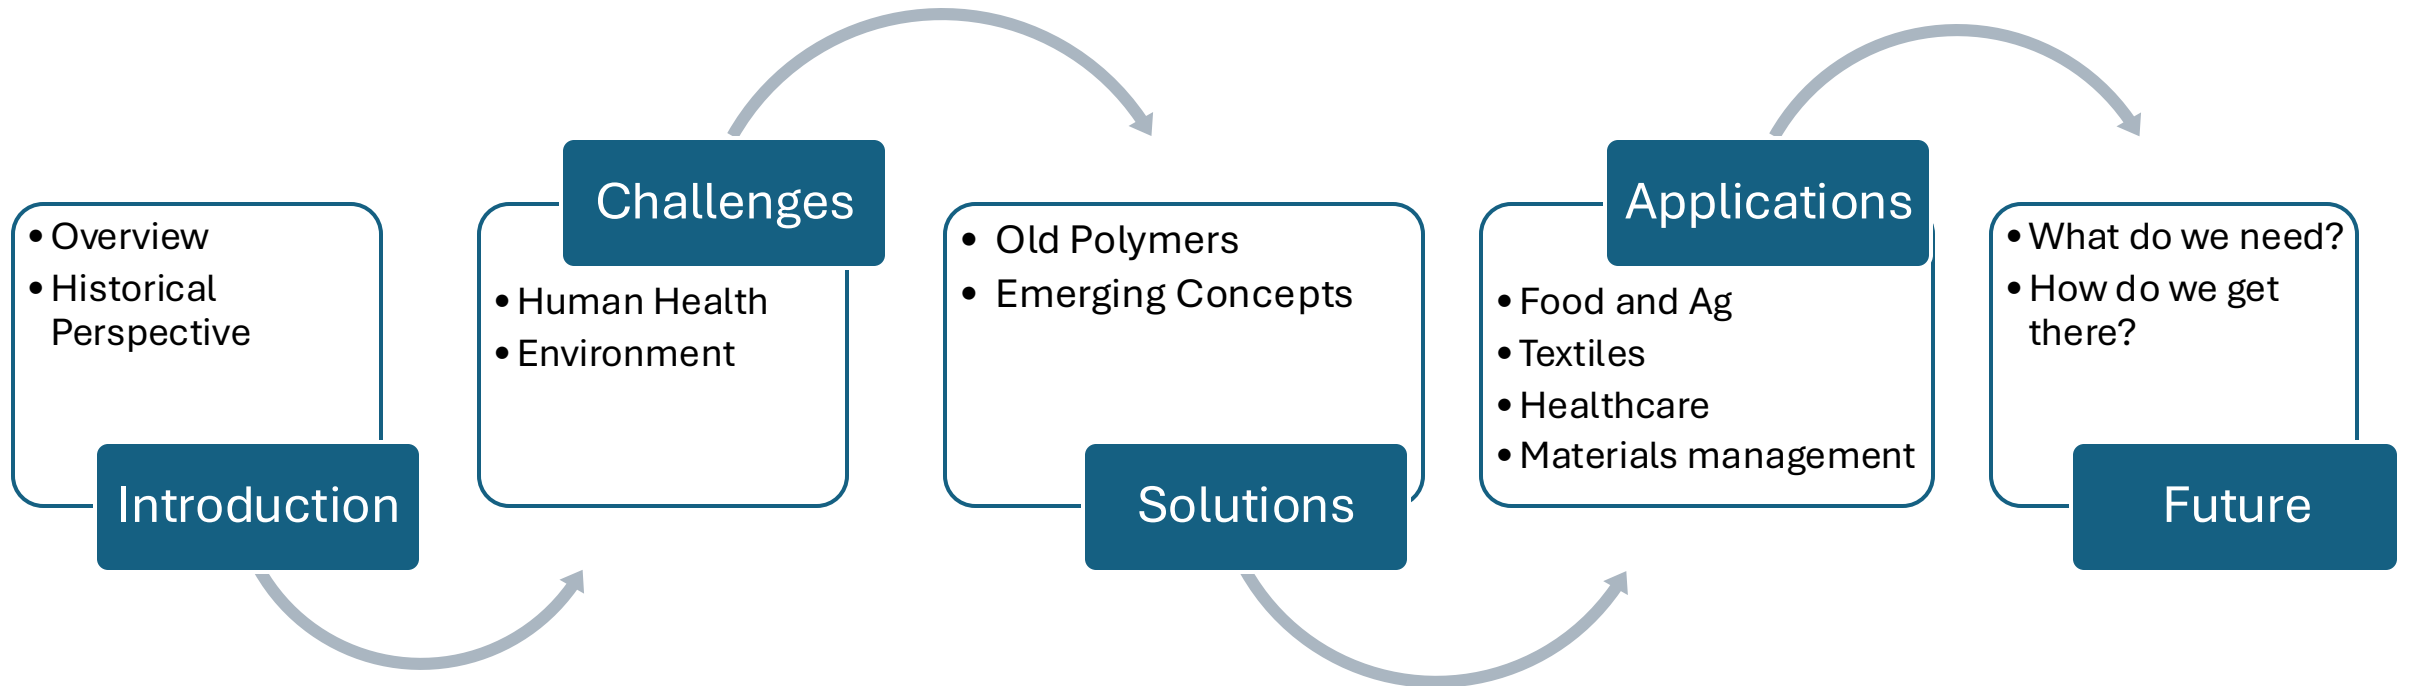 • Overview
• Historical
Perspective
Introduction
Challenges
• Human Health
• Environment
• Old Polymers
• Emerging Concepts
Solutions
Applications
• Food and Ag
• Textiles
• Healthcare
• Materials management
• What do we need?
• How do we get
there?
Future